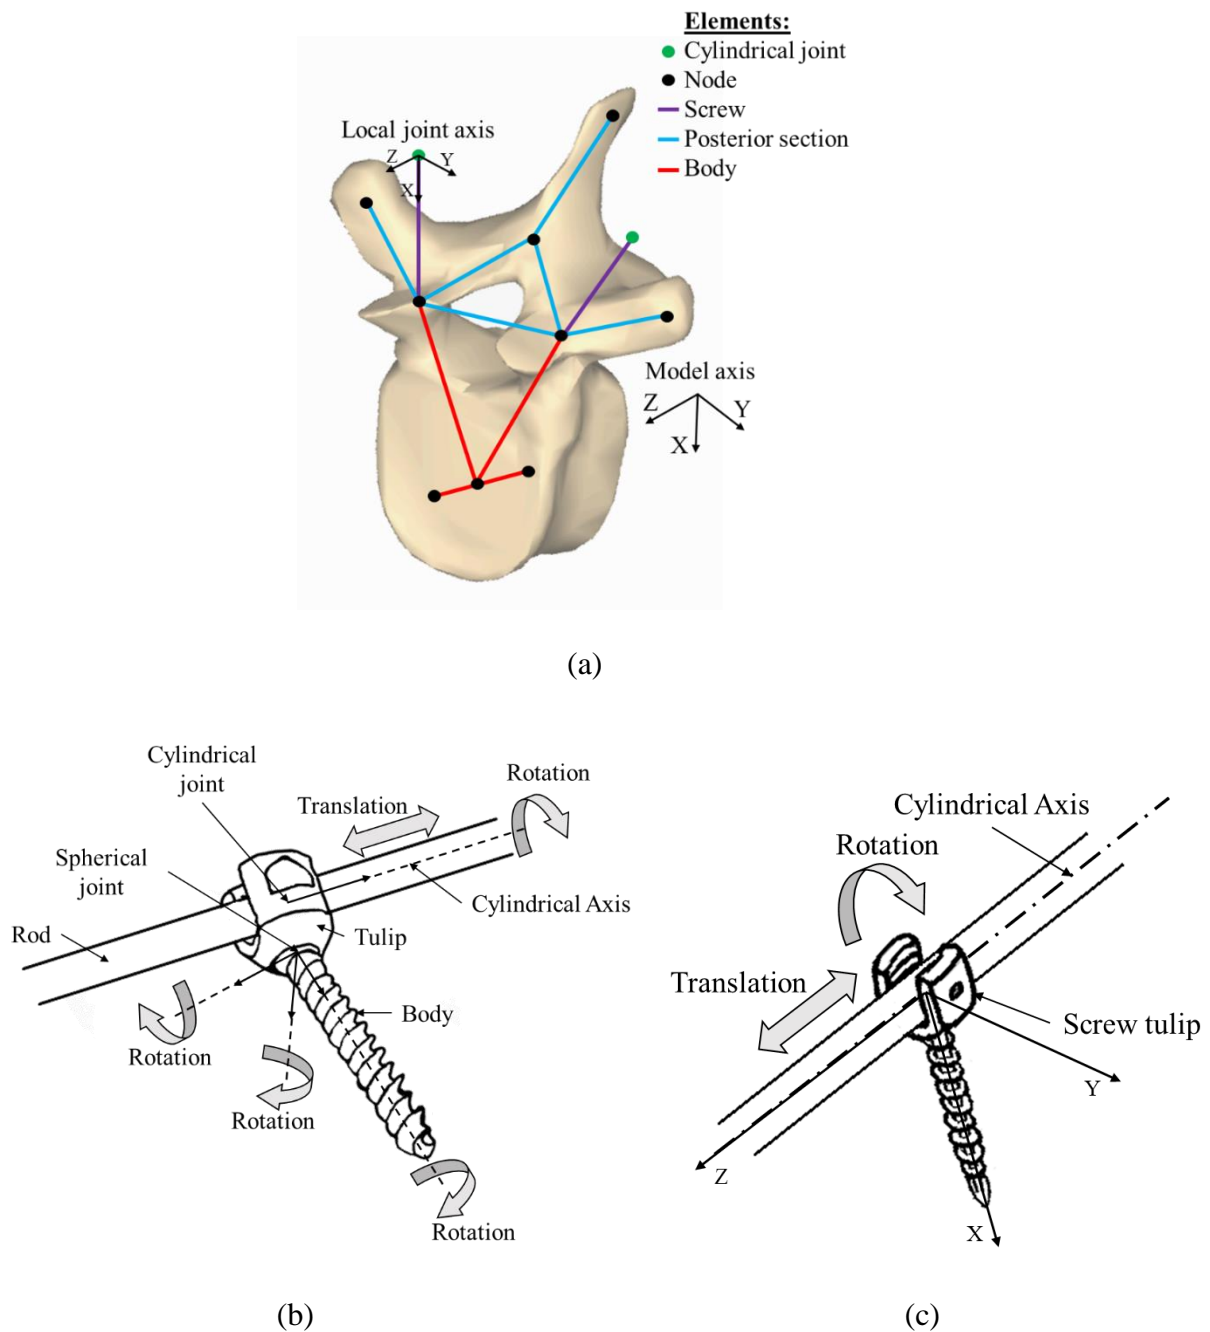 Elements:
Cylindrical joint
Node
Screw
Posterior section
Body
Local joint axis
Z
Y
X
Model axis
Z
Y
X
(a)
Cylindrical
joint
Rotation
Translation
Spherical
joint
Cylindrical Axis
Rod
Tulip
Body
Rotation
Rotation
Rotation
(b)
Cylindrical Axis
Rotation
Translation
Screw tulip
Y
Z
X
(c)